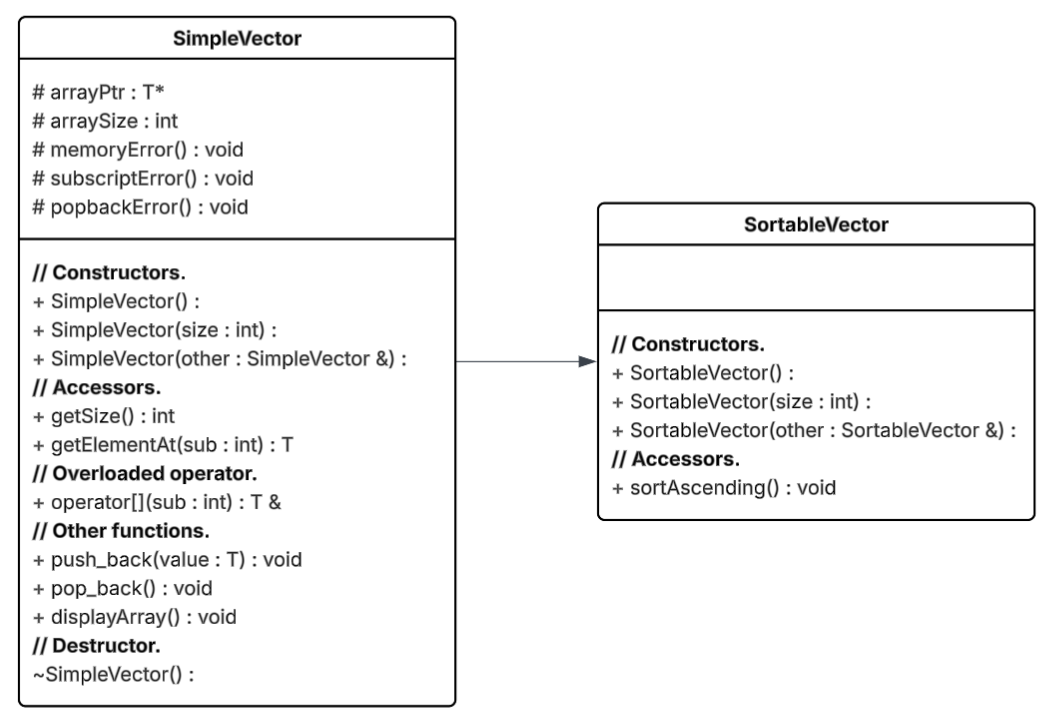 SimpleVector
# arrayPtr : T*
# arraySize : int
# memoryError() : void
# subscriptError() : void
# popbackError() : void
// Constructors.
+ SimpleVector() :
+ SimpleVector(size : int) :
+ SimpleVector(other : SimpleVector &) :
// Accessors.
+ getSize() : int
+ getElementAt(sub : int) : T
// Overloaded operator.
+ operator[](sub : int) : T &
// Other functions.
+ push_back(value : T) : void
+ pop_back() : void
+ displayArray() : void
// Destructor.
~SimpleVector() :
SortableVector
// Constructors.
+ SortableVector() :
+ SortableVector(size : int) :
+ SortableVector(other : SortableVector &) :
// Accessors.
+ sortAscending() : void